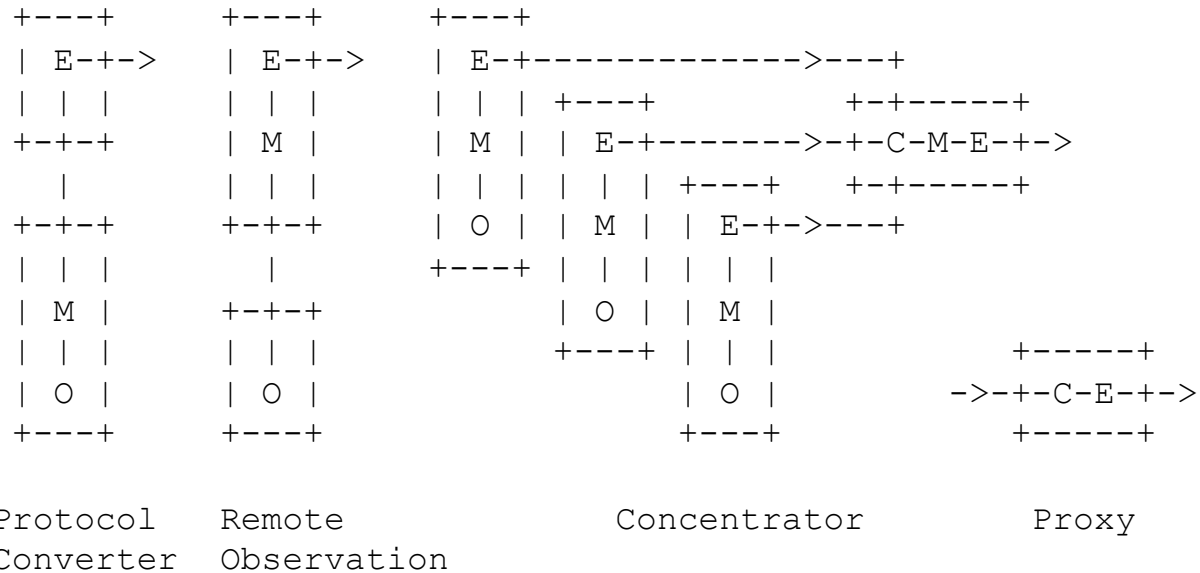 +---+     +---+     +---+
 | E-+->   | E-+->   | E-+------------->---+
 | | |     | | |     | | | +---+         +-+-----+
 +-+-+     | M |     | M | | E-+------->-+-C-M-E-+->
   |       | | |     | | | | | | +---+   +-+-----+
 +-+-+     +-+-+     | O | | M | | E-+->---+
 | | |       |       +---+ | | | | | |
 | M |     +-+-+           | O | | M |
 | | |     | | |           +---+ | | |           +-----+
 | O |     | O |                 | O |        ->-+-C-E-+->
 +---+     +---+                 +---+           +-----+

Protocol   Remote             Concentrator        Proxy
Converter  Observation